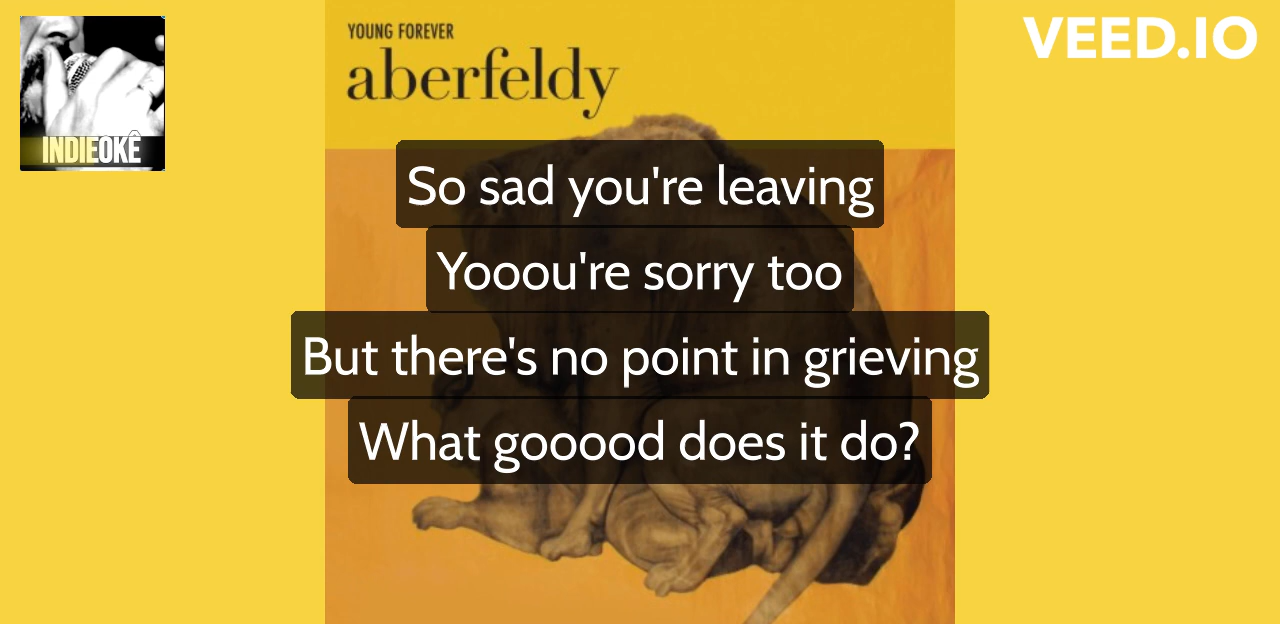 INDIEOKÊ
YOUNG FOREVER
aberfeldy
VEED.IO
So sad you're leaving
Yooou're sorry too
But there's no point in grieving
What gooood does it do?